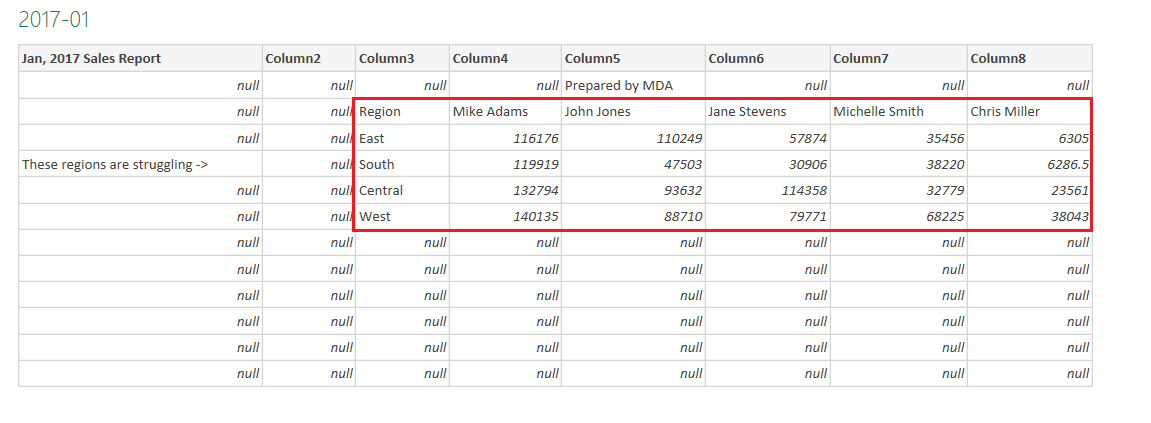 2017-01
Jan, 2017 Sales Report Column2 Column3 Column4 Column5 Column6 Column7 Column8
null null null null Prepared by MDA null null null
null null Region Mike Adams John Jones Jane Stevens Michelle Smith Chris Miller
null null East 116176 110249 57874 35456 6305
These regions are struggling -> null South 119919 47503 30906 38220 6286.5
null null Central 132794 93632 114358 32779 23561
null null West 140135 88710 79771 68225 38043
null null null null null null null null
null null null null null null null null
null null null null null null null null
null null null null null null null null
null null null null null null null null
null null null null null null null null